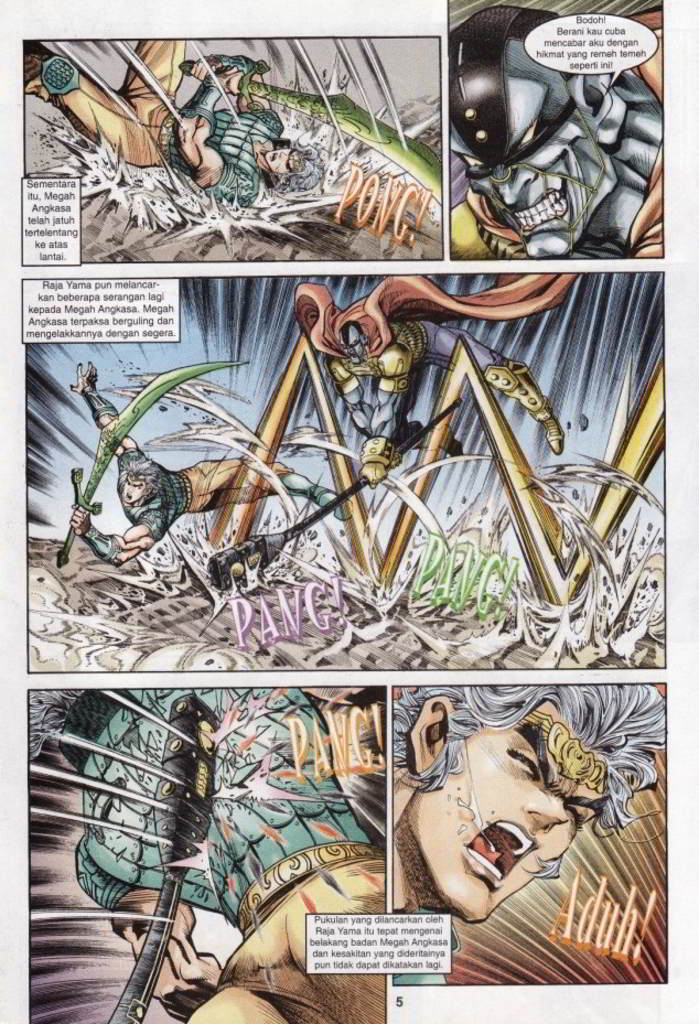 Sementara
itu, Megah
Angkasa
telah jatuh
tertelentang
ke atas
lantai.
PONG!
Bodoh!
Berani kau cuba
mencabar aku dengan
hikmat yang remeh temeh
seperti ini!
Raja Yama pun melancar-
kan beberapa serangan lagi
kepada Megah Angkasa. Megah
Angkasa terpaksa berguling dan
mengelakkannya dengan segera.
PANG!
PANG!
PANG!
Pukulan yang dilancarkan oleh
Raja Yama itu tepat mengenai
belakang badan Megah Angkasa
dan kesakitan yang dideritainya
pun tidak dapat dikatakan lagi.
Aduh!
5